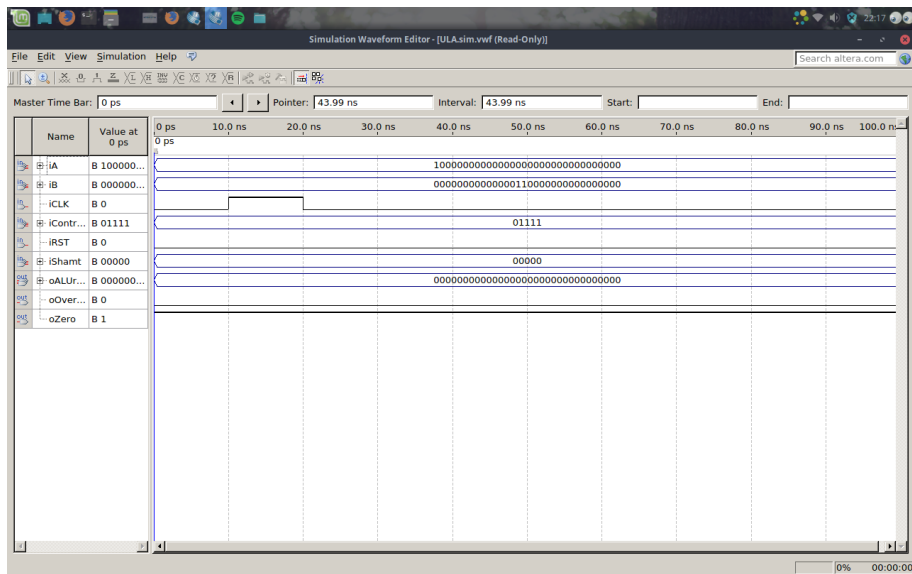 22:17
Simulation Waveform Editor - [ULA.sim.vwf (Read-Only)]
File Edit View Simulation Help
Search altera.com
Master Time Bar: 0 ps Pointer: 43.99 ns Interval: 43.99 ns Start: End:
Name Value at 0 ps
0 ps 10.0 ns 20.0 ns 30.0 ns 40.0 ns 50.0 ns 60.0 ns 70.0 ns 80.0 ns 90.0 ns 100.0 n
0 ps
iA B 100000... 10000000000000000000000000000000
iB B 000000... 00000000000000110000000000000000
iCLK B 0
iContr... B 01111 01111
iRST B 0
iShamt B 00000 00000
oALUr... B 000000... 00000000000000000000000000000000
oOver... B 0
oZero B 1
0% 00:00:00